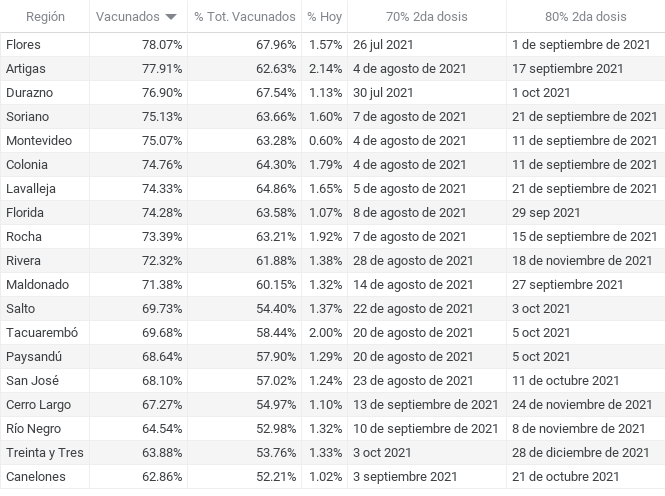 Región Vacunados % Tot. Vacunados % Hoy 70% 2da dosis 80% 2da dosis
Flores 78.07% 67.96% 1.57% 26 jul 2021 1 de septiembre de 2021
Artigas 77.91% 62.63% 2.14% 4 de agosto de 2021 17 septiembre 2021
Durazno 76.90% 67.54% 1.13% 30 jul 2021 1 oct 2021
Soriano 75.13% 63.66% 1.60% 7 de agosto de 2021 21 de septiembre de 2021
Montevideo 75.07% 63.28% 0.60% 4 de agosto de 2021 11 de septiembre de 2021
Colonia 74.76% 64.30% 1.79% 4 de agosto de 2021 11 de septiembre de 2021
Lavalleja 74.33% 64.86% 1.65% 5 de agosto de 2021 21 de septiembre de 2021
Florida 74.28% 63.58% 1.07% 8 de agosto de 2021 29 sep 2021
Rocha 73.39% 63.21% 1.92% 7 de agosto de 2021 15 de septiembre de 2021
Rivera 72.32% 61.88% 1.38% 28 de agosto de 2021 18 de noviembre de 2021
Maldonado 71.38% 60.15% 1.32% 14 de agosto de 2021 27 septiembre 2021
Salto 69.73% 54.40% 1.37% 22 de agosto de 2021 3 oct 2021
Tacuarembó 69.68% 58.44% 2.00% 20 de agosto de 2021 5 oct 2021
Paysandú 68.64% 57.90% 1.29% 20 de agosto de 2021 5 oct 2021
San José 68.10% 57.02% 1.24% 23 de agosto de 2021 11 de octubre 2021
Cerro Largo 67.27% 54.97% 1.10% 13 de septiembre de 2021 24 de noviembre de 2021
Río Negro 64.54% 52.98% 1.32% 10 de septiembre de 2021 8 de noviembre de 2021
Treinta y Tres 63.88% 53.76% 1.33% 3 oct 2021 28 de diciembre de 2021
Canelones 62.86% 52.21% 1.02% 3 septiembre 2021 21 de octubre 2021